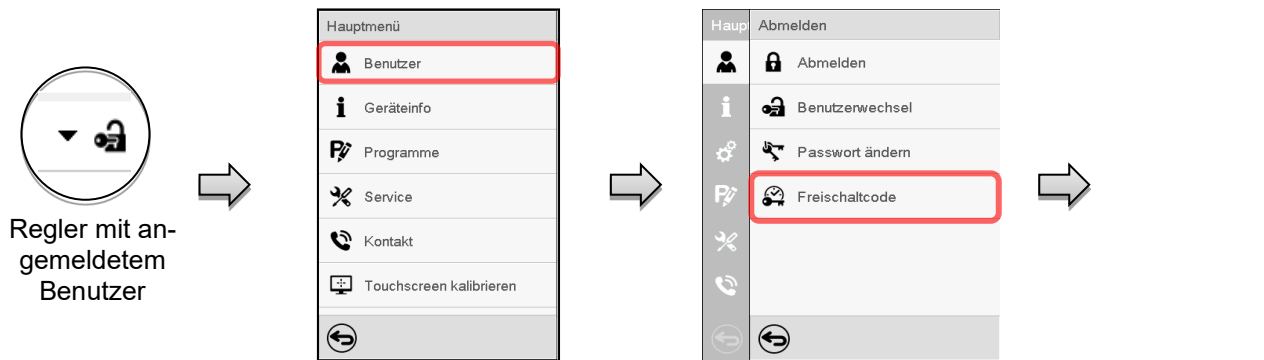 Regler mit an-
gemeldetem
Benutzer
Hauptmenü
Benutzer
Geräteinfo
Programme
Service
Kontakt
Touchscreen kalibrieren
Haup
Abmelden
Abmelden
Benutzerwechsel
Passwort ändern
Freischaltcode